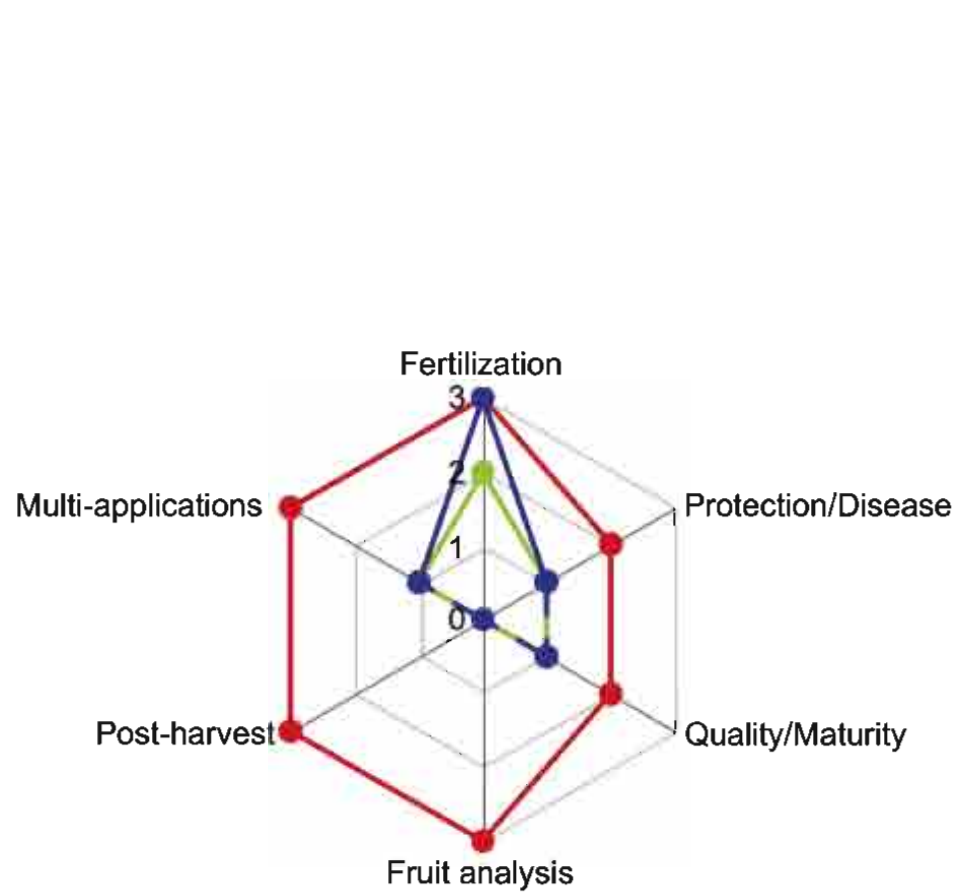 Fertilization
3
2
Multi-applications
Protection/Disease
1
0
Post-harvest
Quality/Maturity
Fruit analysis